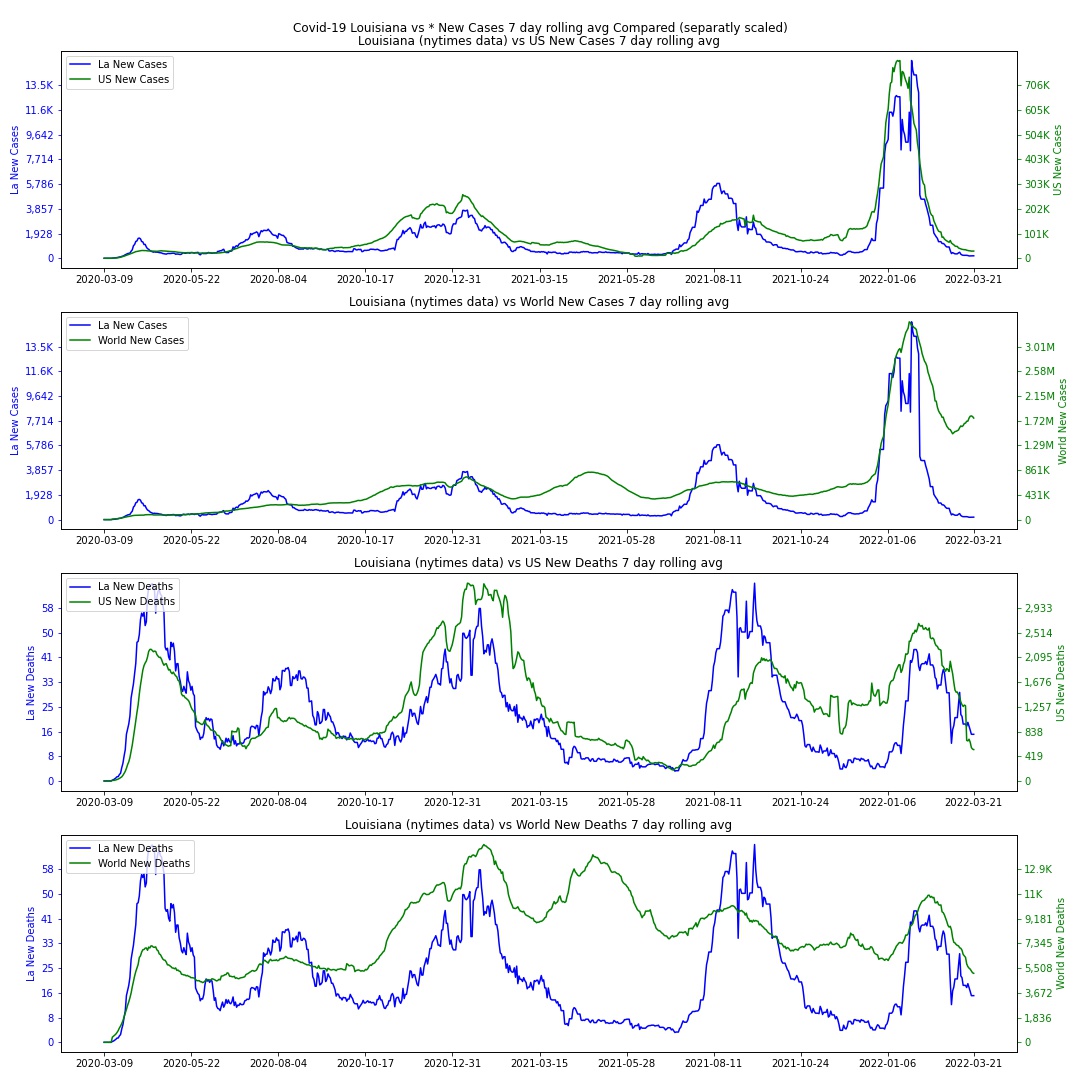 Covid-19 Louisiana vs * New Cases 7 day rolling avg Compared (separatly scaled)
Louisiana (nytimes data) vs US New Cases 7 day rolling avg
La New Cases
US New Cases
13.5K
11.6K
9,642
7,714
5,786
3,857
1,928
0
La New Cases
706K
605K
504K
403K
303K
202K
101K
0
US New Cases
2020-03-09 2020-05-22 2020-08-04 2020-10-17 2020-12-31 2021-03-15 2021-05-28 2021-08-11 2021-10-24 2022-01-06 2022-03-21
Louisiana (nytimes data) vs World New Cases 7 day rolling avg
La New Cases
World New Cases
13.5K
11.6K
9,642
7,714
5,786
3,857
1,928
0
La New Cases
3.01M
2.58M
2.15M
1.72M
1.29M
861K
431K
0
World New Cases
2020-03-09 2020-05-22 2020-08-04 2020-10-17 2020-12-31 2021-03-15 2021-05-28 2021-08-11 2021-10-24 2022-01-06 2022-03-21
Louisiana (nytimes data) vs US New Deaths 7 day rolling avg
La New Deaths
US New Deaths
58
50
41
33
25
16
8
0
La New Deaths
2,933
2,514
2,095
1,676
1,257
838
419
0
US New Deaths
2020-03-09 2020-05-22 2020-08-04 2020-10-17 2020-12-31 2021-03-15 2021-05-28 2021-08-11 2021-10-24 2022-01-06 2022-03-21
Louisiana (nytimes data) vs World New Deaths 7 day rolling avg
La New Deaths
World New Deaths
58
50
41
33
25
16
8
0
La New Deaths
12.9K
11K
9,181
7,345
5,508
3,672
1,836
0
World New Deaths
2020-03-09 2020-05-22 2020-08-04 2020-10-17 2020-12-31 2021-03-15 2021-05-28 2021-08-11 2021-10-24 2022-01-06 2022-03-21